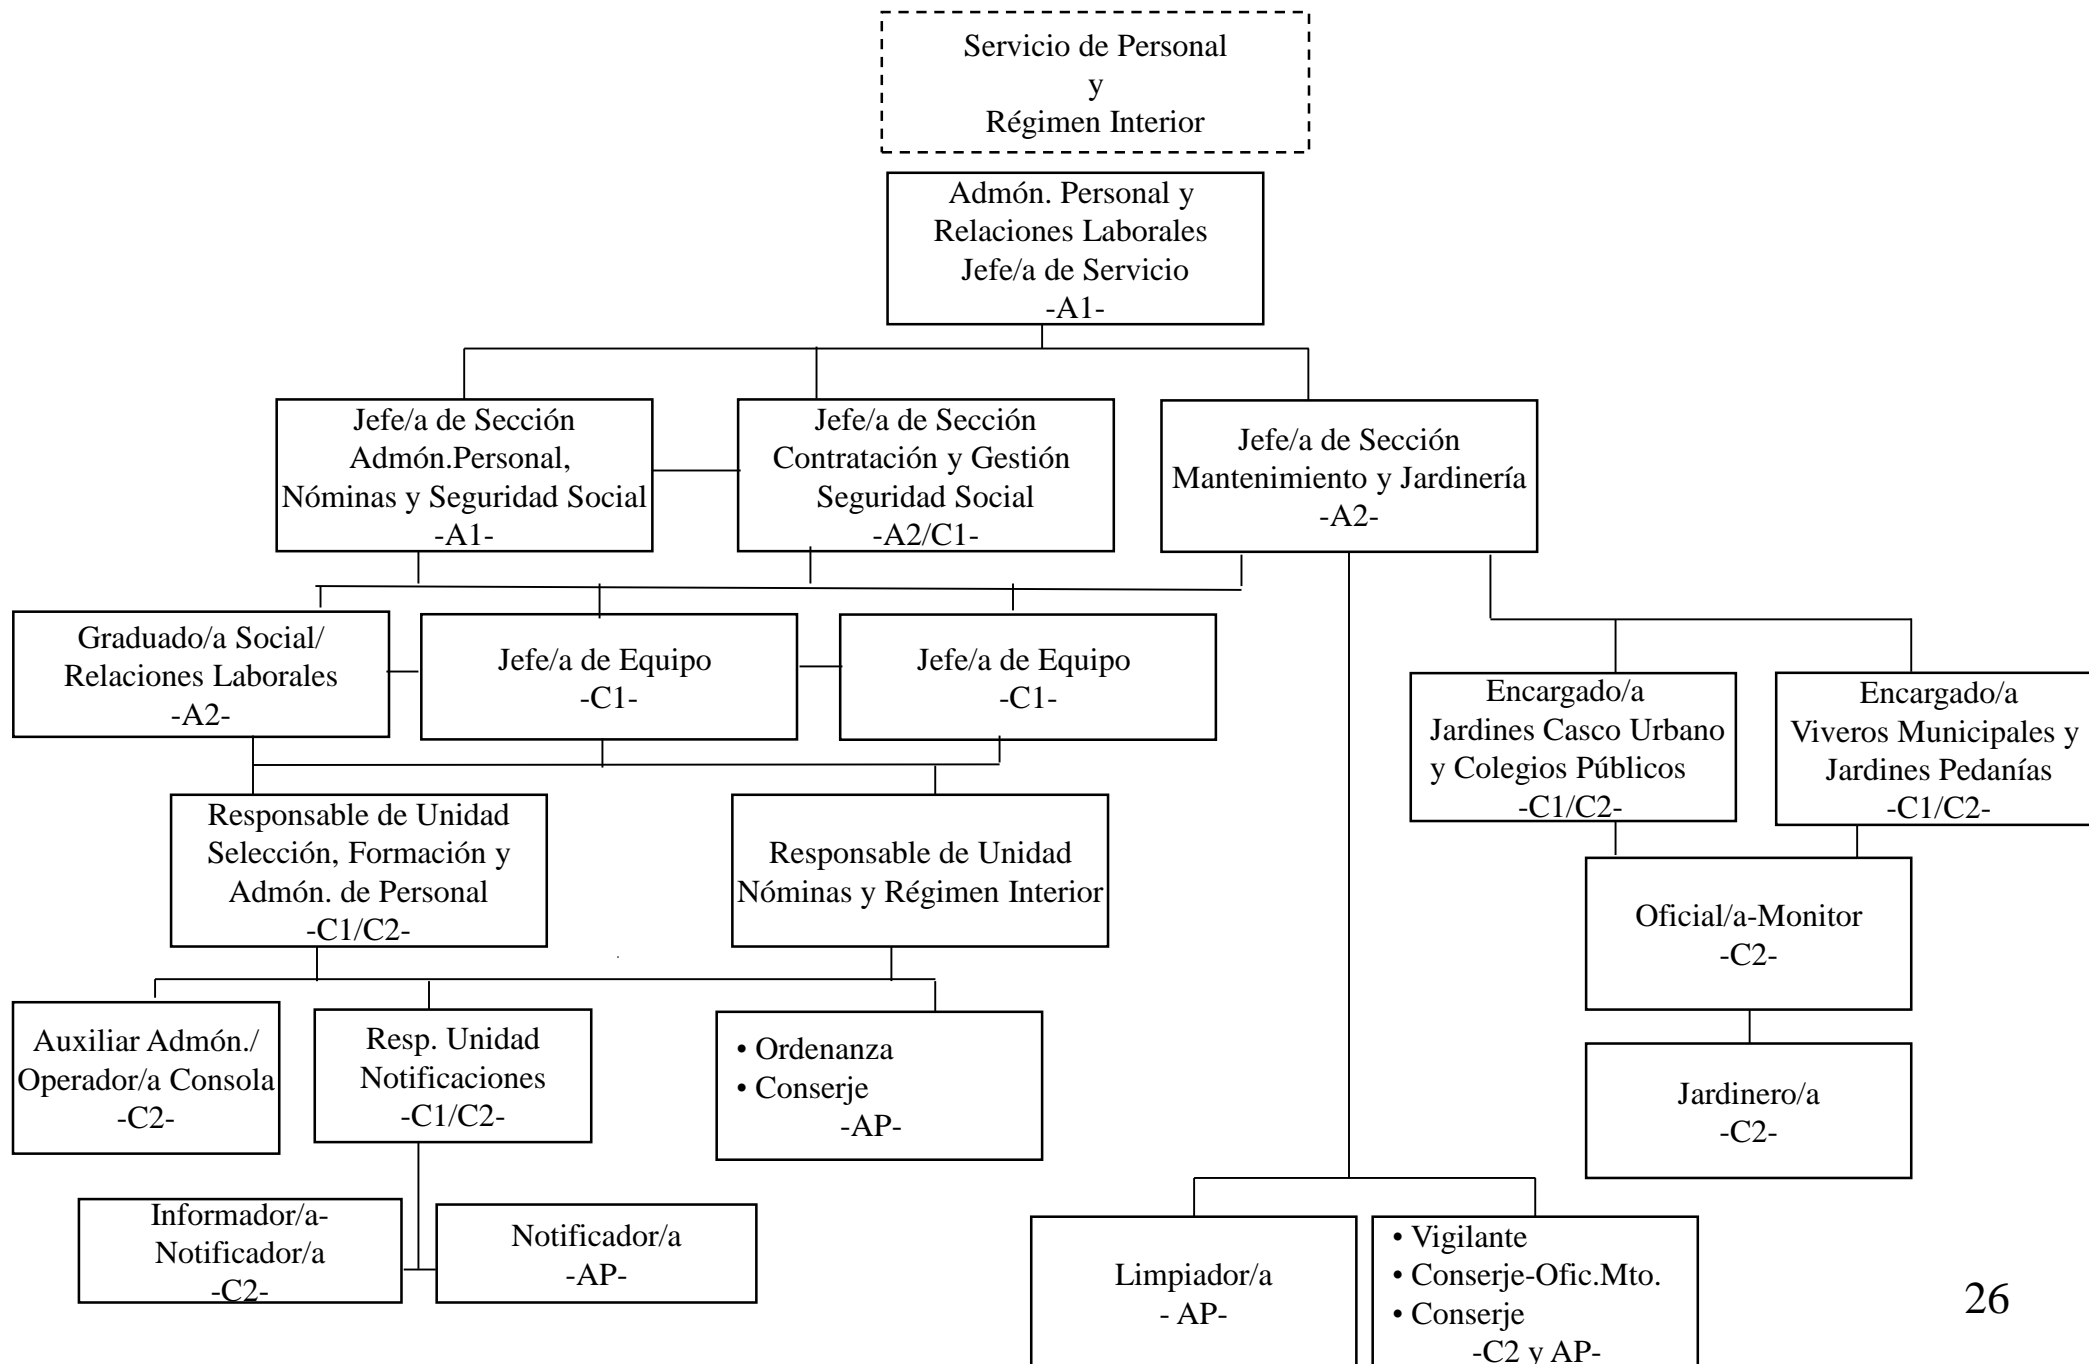 Servicio de Personal
y
Régimen Interior
Admón. Personal y
Relaciones Laborales
Jefe/a de Servicio
-A1-
Jefe/a de Sección
Admón.Personal,
Nóminas y Seguridad Social
-A1-
Jefe/a de Sección
Contratación y Gestión
Seguridad Social
-A2/C1-
Jefe/a de Sección
Mantenimiento y Jardinería
-A2-
Graduado/a Social/
Relaciones Laborales
-A2-
Jefe/a de Equipo
-C1-
Jefe/a de Equipo
-C1-
Encargado/a
Jardines Casco Urbano
y Colegios Públicos
-C1/C2-
Encargado/a
Viveros Municipales y
Jardines Pedanías
-C1/C2-
Responsable de Unidad
Selección, Formación y
Admón. de Personal
-C1/C2-
Responsable de Unidad
Nóminas y Régimen Interior
Oficial/a-Monitor
-C2-
Auxiliar Admón./
Operador/a Consola
-C2-
Resp. Unidad
Notificaciones
-C1/C2-
• Ordenanza
• Conserje
-AP-
Jardinero/a
-C2-
Informador/a-
Notificador/a
-C2-
Notificador/a
-AP-
Limpiador/a
- AP-
• Vigilante
• Conserje-Ofic.Mto.
• Conserje
-C2 y AP-
26